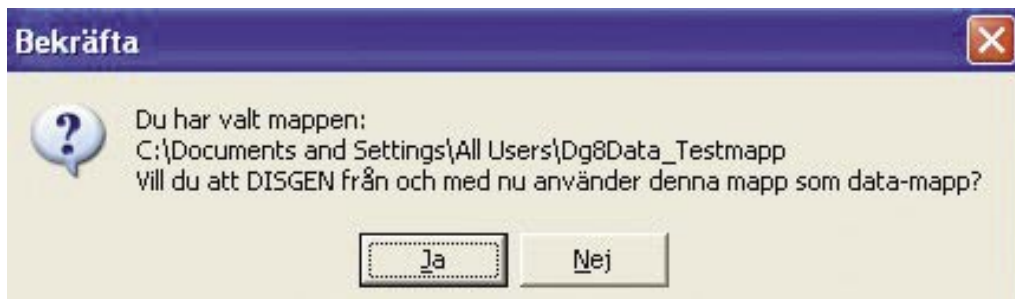 Bekräfta
Du har valt mappen:
C:\Documents and Settings\All Users\Dg8Data_Testmapp
Vill du att DISGEN från och med nu använder denna mapp som data-mapp?
Ja
Nej